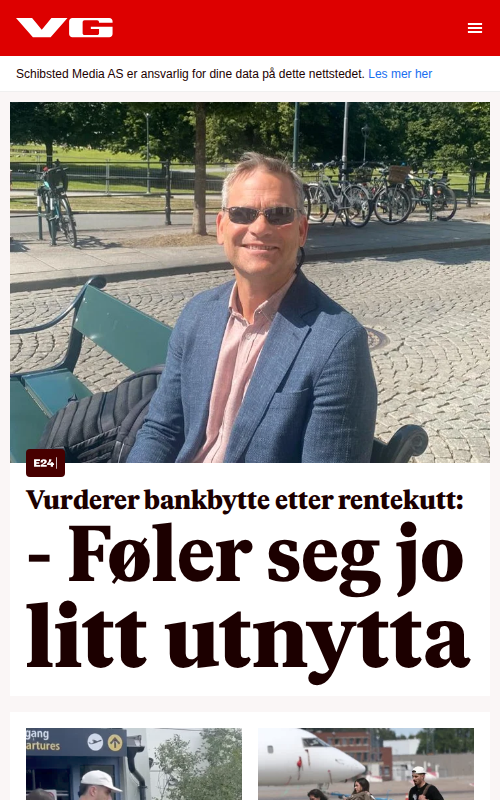 VG
Schibsted Media AS er ansvarlig for dine data på dette nettstedet. Les mer her
E24
Vurderer bankbytte etter rentekutt:
- Føler seg jo
litt utnytta
gang
artures